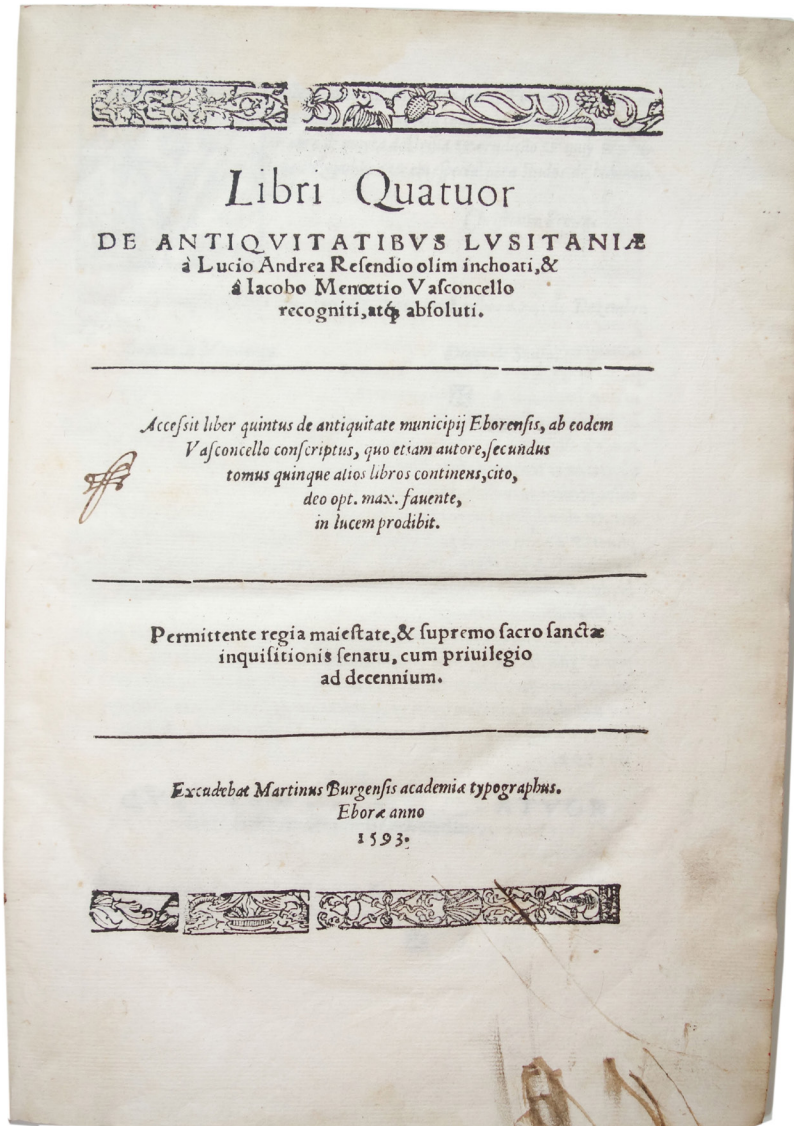 Libri Quatuor
DE ANTIQVITATIBVS LVSITANIÆ
à Lucio Andrea Reſendio olim inchoati, &
à Iacobo Menœtio Vaſconcello
recogniti, atq́ꝫ abſoluti.
Acceſsit liber quintus de antiquitate municipij Eborenſis, ab eodem
Vaſconcello conſcriptus, quo etiam autore, ſecundus
tomus quinque alios libros continens, cito,
deo opt. max. fauente,
in lucem prodibit.
Permittente regia maieſtate, & ſupremo ſacro ſanctæ
inquiſitionis ſenatu, cum priuilegio
ad decennium.
Excudebat Martinus Burgenſis academiæ typographus.
Eboræ anno
1593.